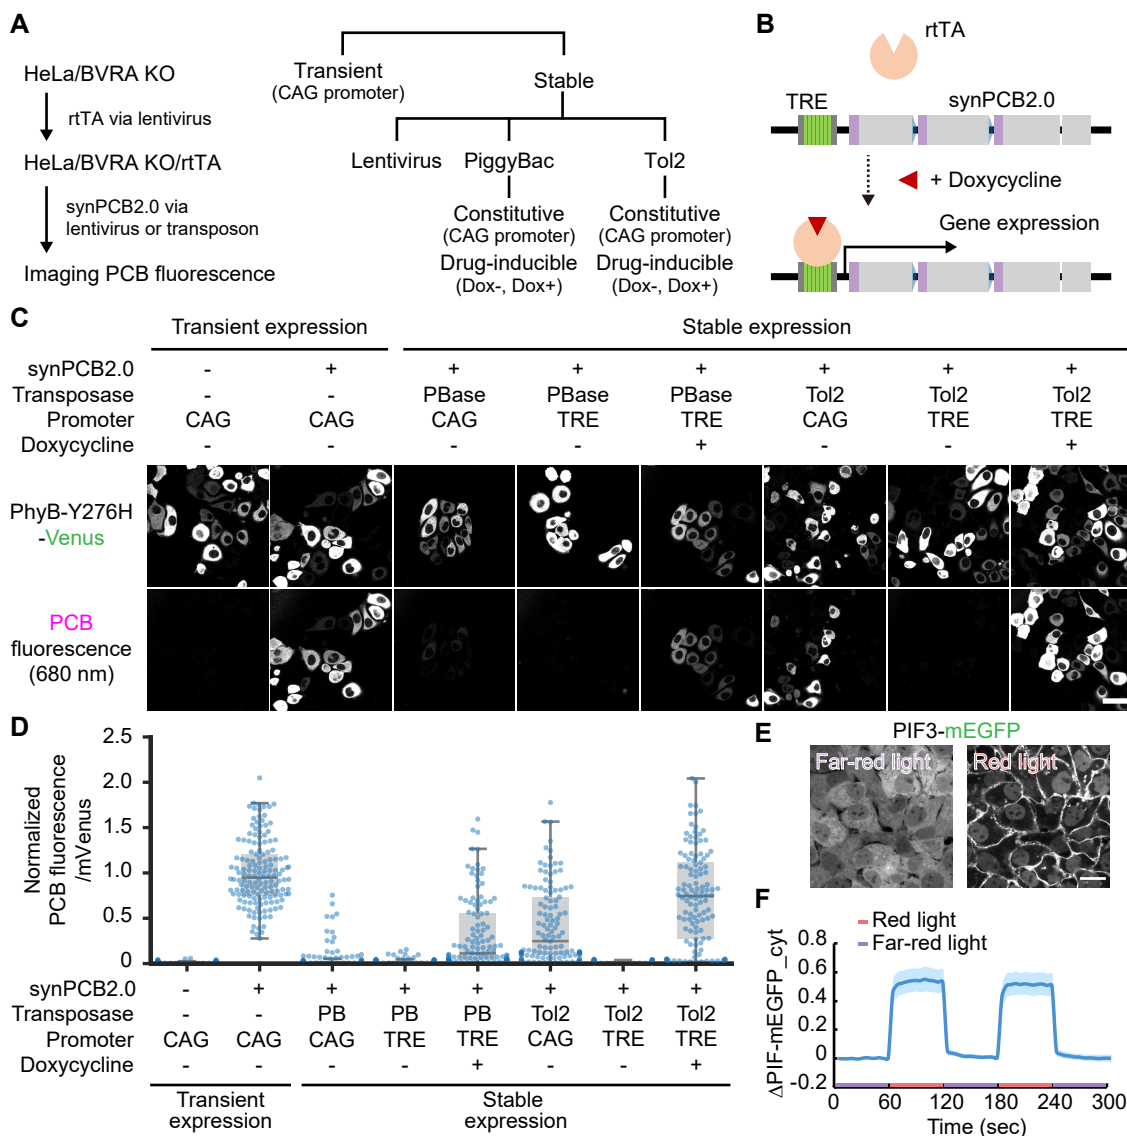 A
HeLa/BVRA KO
rtTA via lentivirus
HeLa/BVRA KO/rtTA
synPCB2.0 via
lentivirus or transposon
Imaging PCB fluorescence
Transient
(CAG promoter)
Stable
Lentivirus PiggyBac Tol2
Constitutive Constitutive
(CAG promoter) (CAG promoter)
Drug-inducible Drug-inducible
(Dox-, Dox+) (Dox-, Dox+)
B
rtTA
TRE synPCB2.0
+ Doxycycline
Gene expression
C
Transient expression Stable expression
synPCB2.0 - + + + + + + +
Transposase - - PBase PBase PBase Tol2 Tol2 Tol2
Promoter CAG CAG CAG TRE TRE CAG TRE TRE
Doxycycline - - - - + - - +
PhyB-Y276H
-Venus
PCB
fluorescence
(680 nm)
D
Normalized
PCB fluorescence
/mVenus
2.5
2.0
1.5
1.0
0.5
0
synPCB2.0 - + + + + + + +
Transposase - - PB PB PB Tol2 Tol2 Tol2
Promoter CAG CAG CAG TRE TRE CAG TRE TRE
Doxycycline - - - - + - - +
Transient
expression
Stable
expression
E
PIF3-mEGFP
Far-red light Red light
F
Red light
Far-red light
ΔPIF-mEGFP_cyt
0.8
0.6
0.4
0.2
0
-0.2
0 60 120 180 240 300
Time (sec)